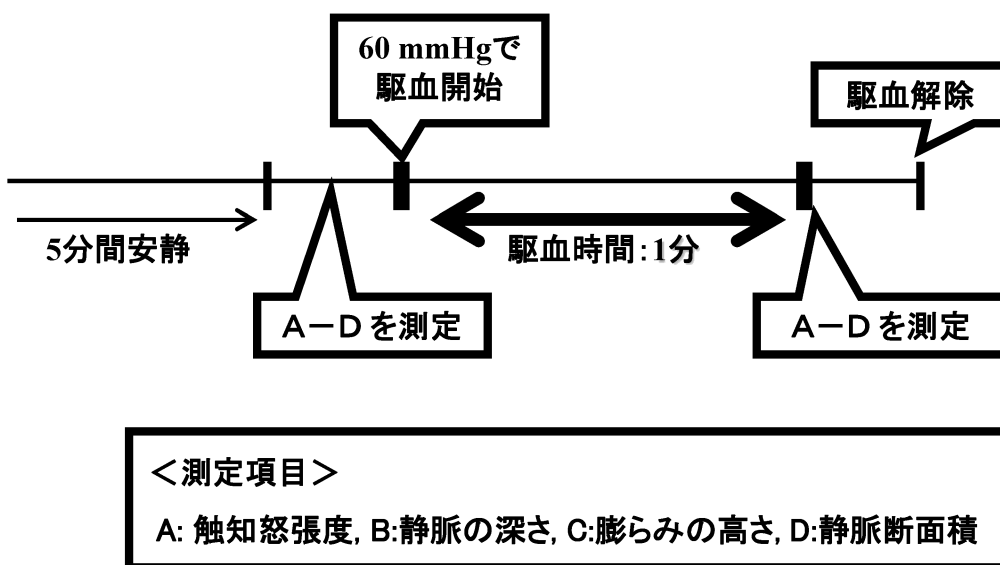 60 mmHgで
駆血開始
駆血解除
5分間安静
駆血時間:1分
A-Dを測定
A-Dを測定
<測定項目>
A: 触知怒張度, B:静脈の深さ, C:膨らみの高さ, D:静脈断面積